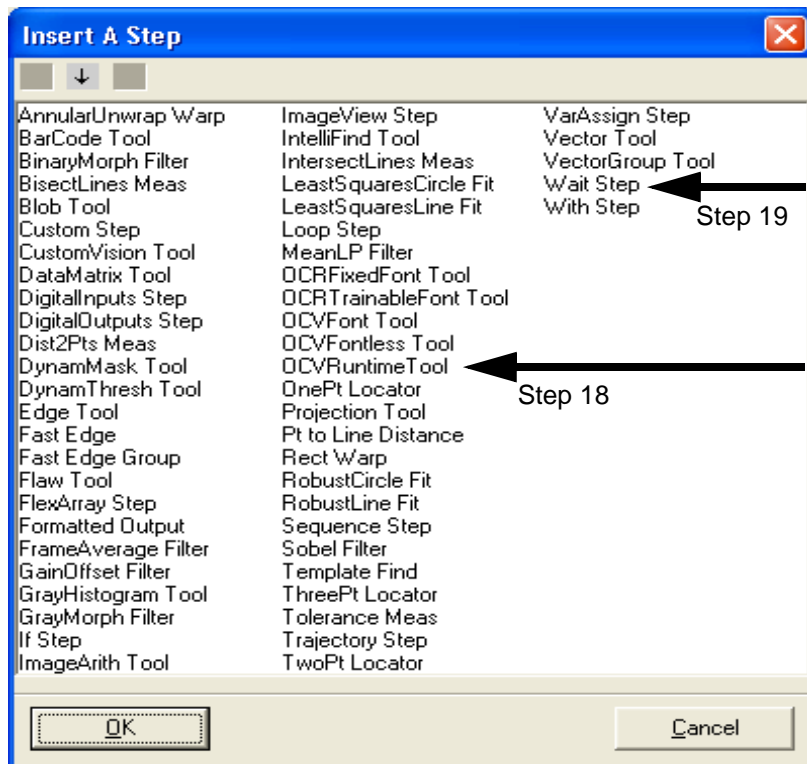 Insert A Step
AnnularUnwrap Warp
BarCode Tool
BinaryMorph Filter
BisectLines Meas
Blob Tool
Custom Step
CustomVision Tool
DataMatrix Tool
DigitalInputs Step
DigitalOutputs Step
Dist2Pts Meas
DynamMask Tool
DynamThresh Tool
Edge Tool
Fast Edge
Fast Edge Group
Flaw Tool
FlexArray Step
Formatted Output
FrameAverage Filter
GainOffset Filter
GrayHistogram Tool
GrayMorph Filter
If Step
ImageArith Tool
ImageView Step
IntelliFind Tool
IntersectLines Meas
LeastSquaresCircle Fit
LeastSquaresLine Fit
Loop Step
MeanLP Filter
OCRFixedFont Tool
OCRTrainableFont Tool
OCVFont Tool
OCVFontless Tool
OCVRuntimeTool
OnePt Locator
Projection Tool
Pt to Line Distance
Rect Warp
RobustCircle Fit
RobustLine Fit
Sequence Step
Sobel Filter
Template Find
ThreePt Locator
Tolerance Meas
Trajectory Step
TwoPt Locator
VarAssign Step
Vector Tool
VectorGroup Tool
Wait Step
With Step
Step 19
Step 18
OK
Cancel